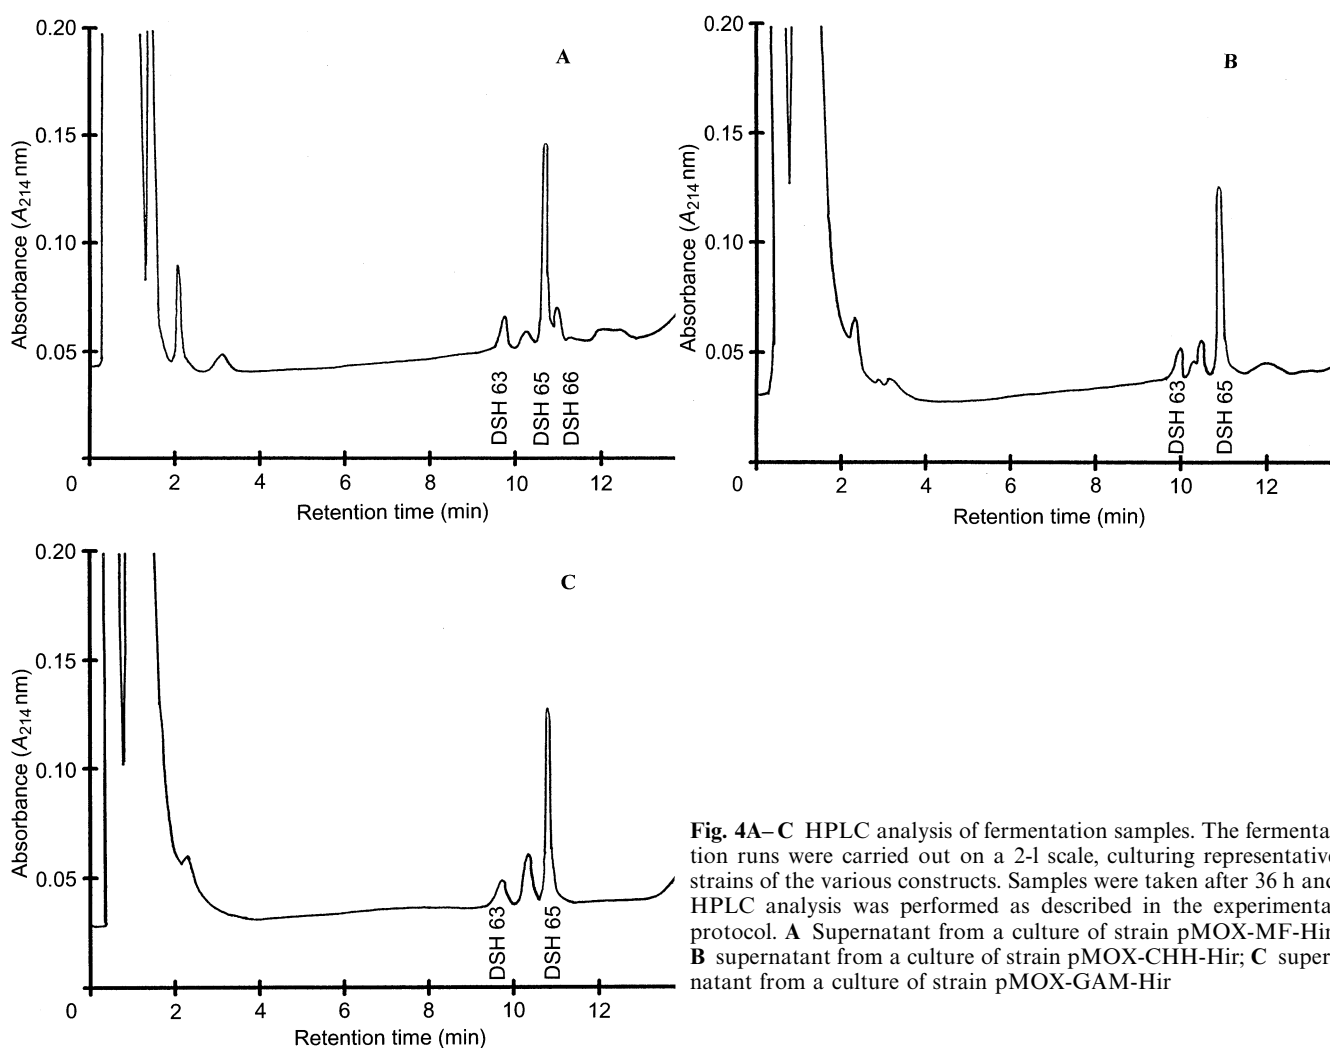 0.20
0.15
0.10
0.05
0
2
4
6
8
10
12
Absorbance (A214 nm)
Retention time (min)
A
DSH 63
DSH 65
DSH 66
0.20
0.15
0.10
0.05
0
2
4
6
8
10
12
Absorbance (A214 nm)
Retention time (min)
B
DSH 63
DSH 65
0.20
0.15
0.10
0.05
0
2
4
6
8
10
12
Absorbance (A214 nm)
Retention time (min)
C
DSH 63
DSH 65
Fig. 4A–C HPLC analysis of fermentation samples. The fermenta-
tion runs were carried out on a 2-l scale, culturing representative
strains of the various constructs. Samples were taken after 36 h and
HPLC analysis was performed as described in the experimenta
protocol. A Supernatant from a culture of strain pMOX-MF-Hir
B supernatant from a culture of strain pMOX-CHH-Hir; C super
natant from a culture of strain pMOX-GAM-Hir